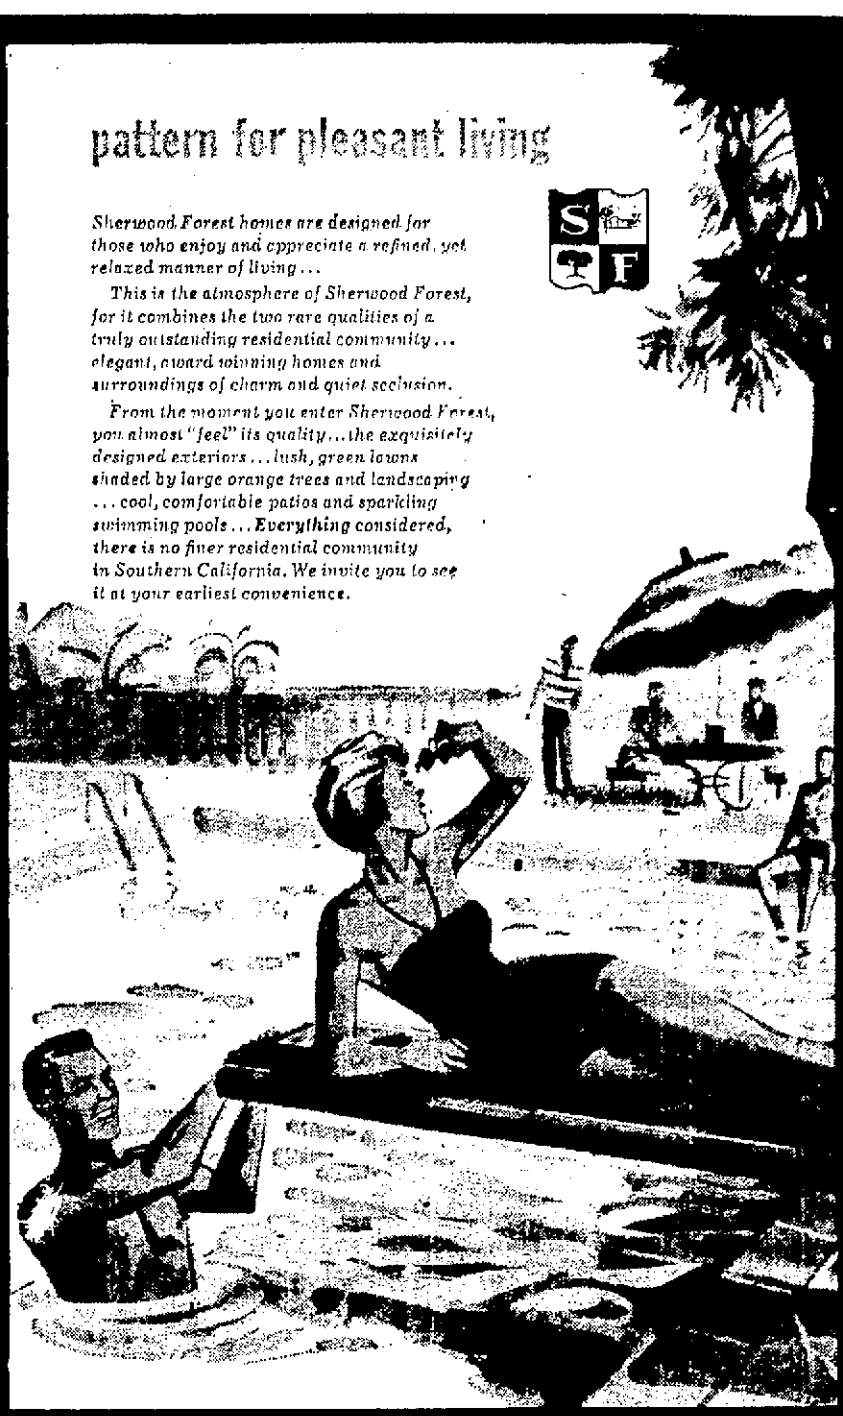 pattern for pleasant living
S
F
Sherwood Forest homes are designed for
those who enjoy and appreciate a refined, yet
relaxed manner of living...
This is the atmosphere of Sherwood Forest,
for it combines the two rare qualities of a
truly outstanding residential community...
elegant, award winning homes and
surroundings of charm and quiet seclusion.
From the moment you enter Sherwood Forest,
you almost "feel" its quality...the exquisitely
designed exteriors...lush, green lawns
shaded by large orange trees and landscaping
...cool, comfortable patios and sparkling
swimming pools...Everything considered,
there is no finer residential community
in Southern California. We invite you to see
it at your earliest convenience.